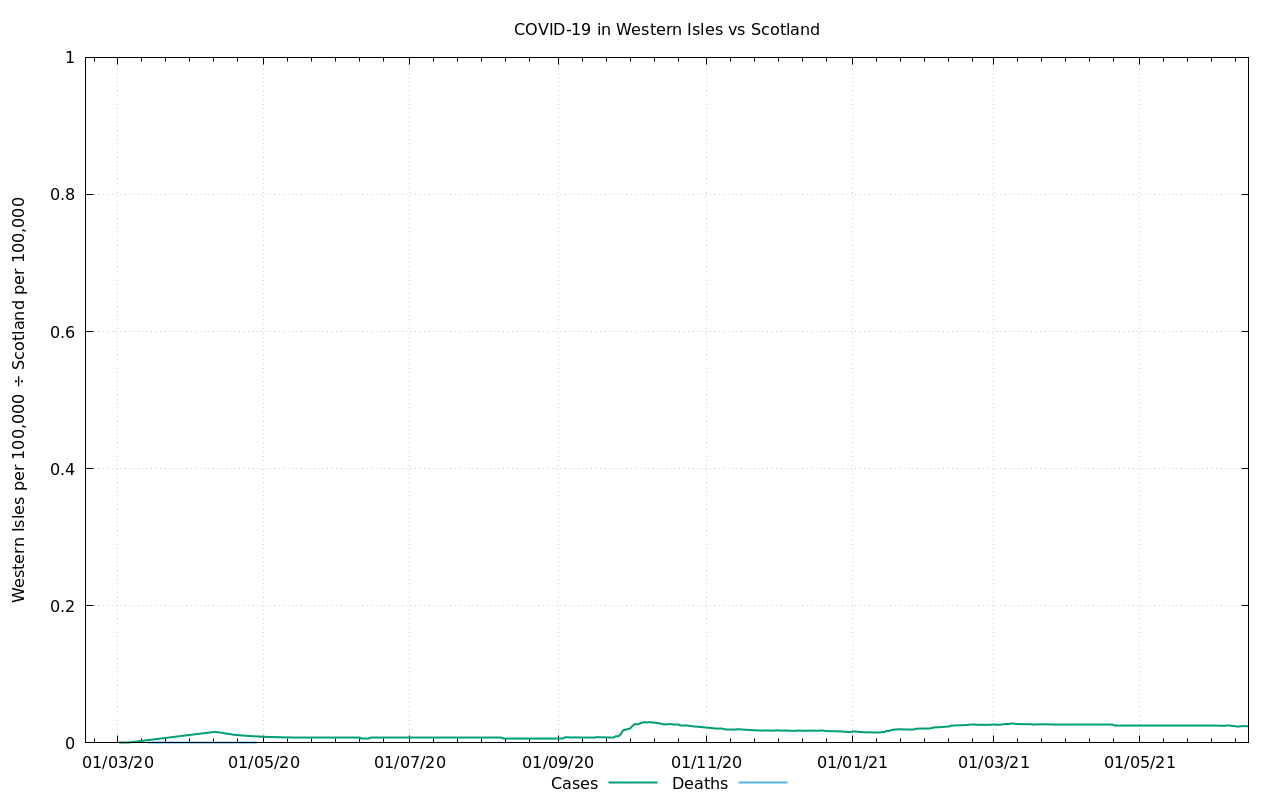 COVID-19 in Western Isles vs Scotland
Western Isles per 100,000 ÷ Scotland per 100,000
1
0.8
0.6
0.4
0.2
0
01/03/20 01/05/20 01/07/20 01/09/20 01/11/20 01/01/21 01/03/21 01/05/21
Cases Deaths